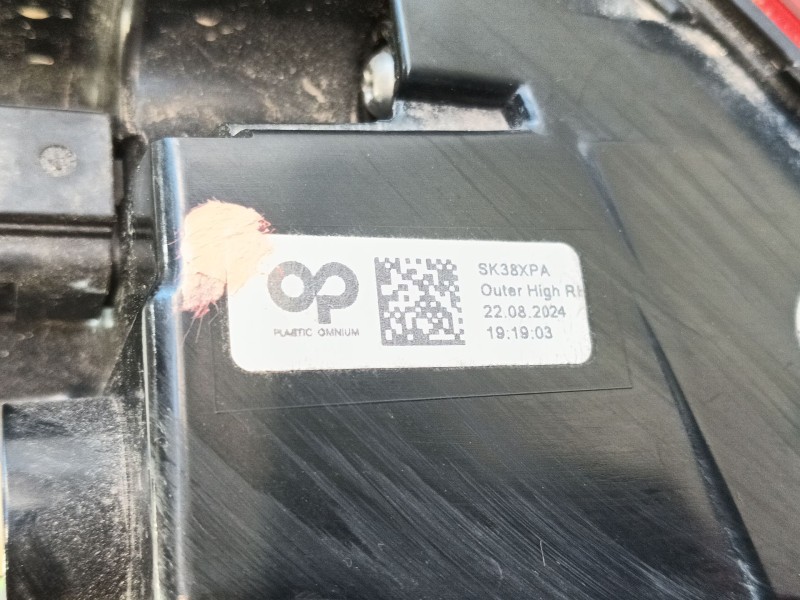 OP
PLASTIC OMNIUM
SK38XPA
Outer High RH
22.08.2024
19:19:03